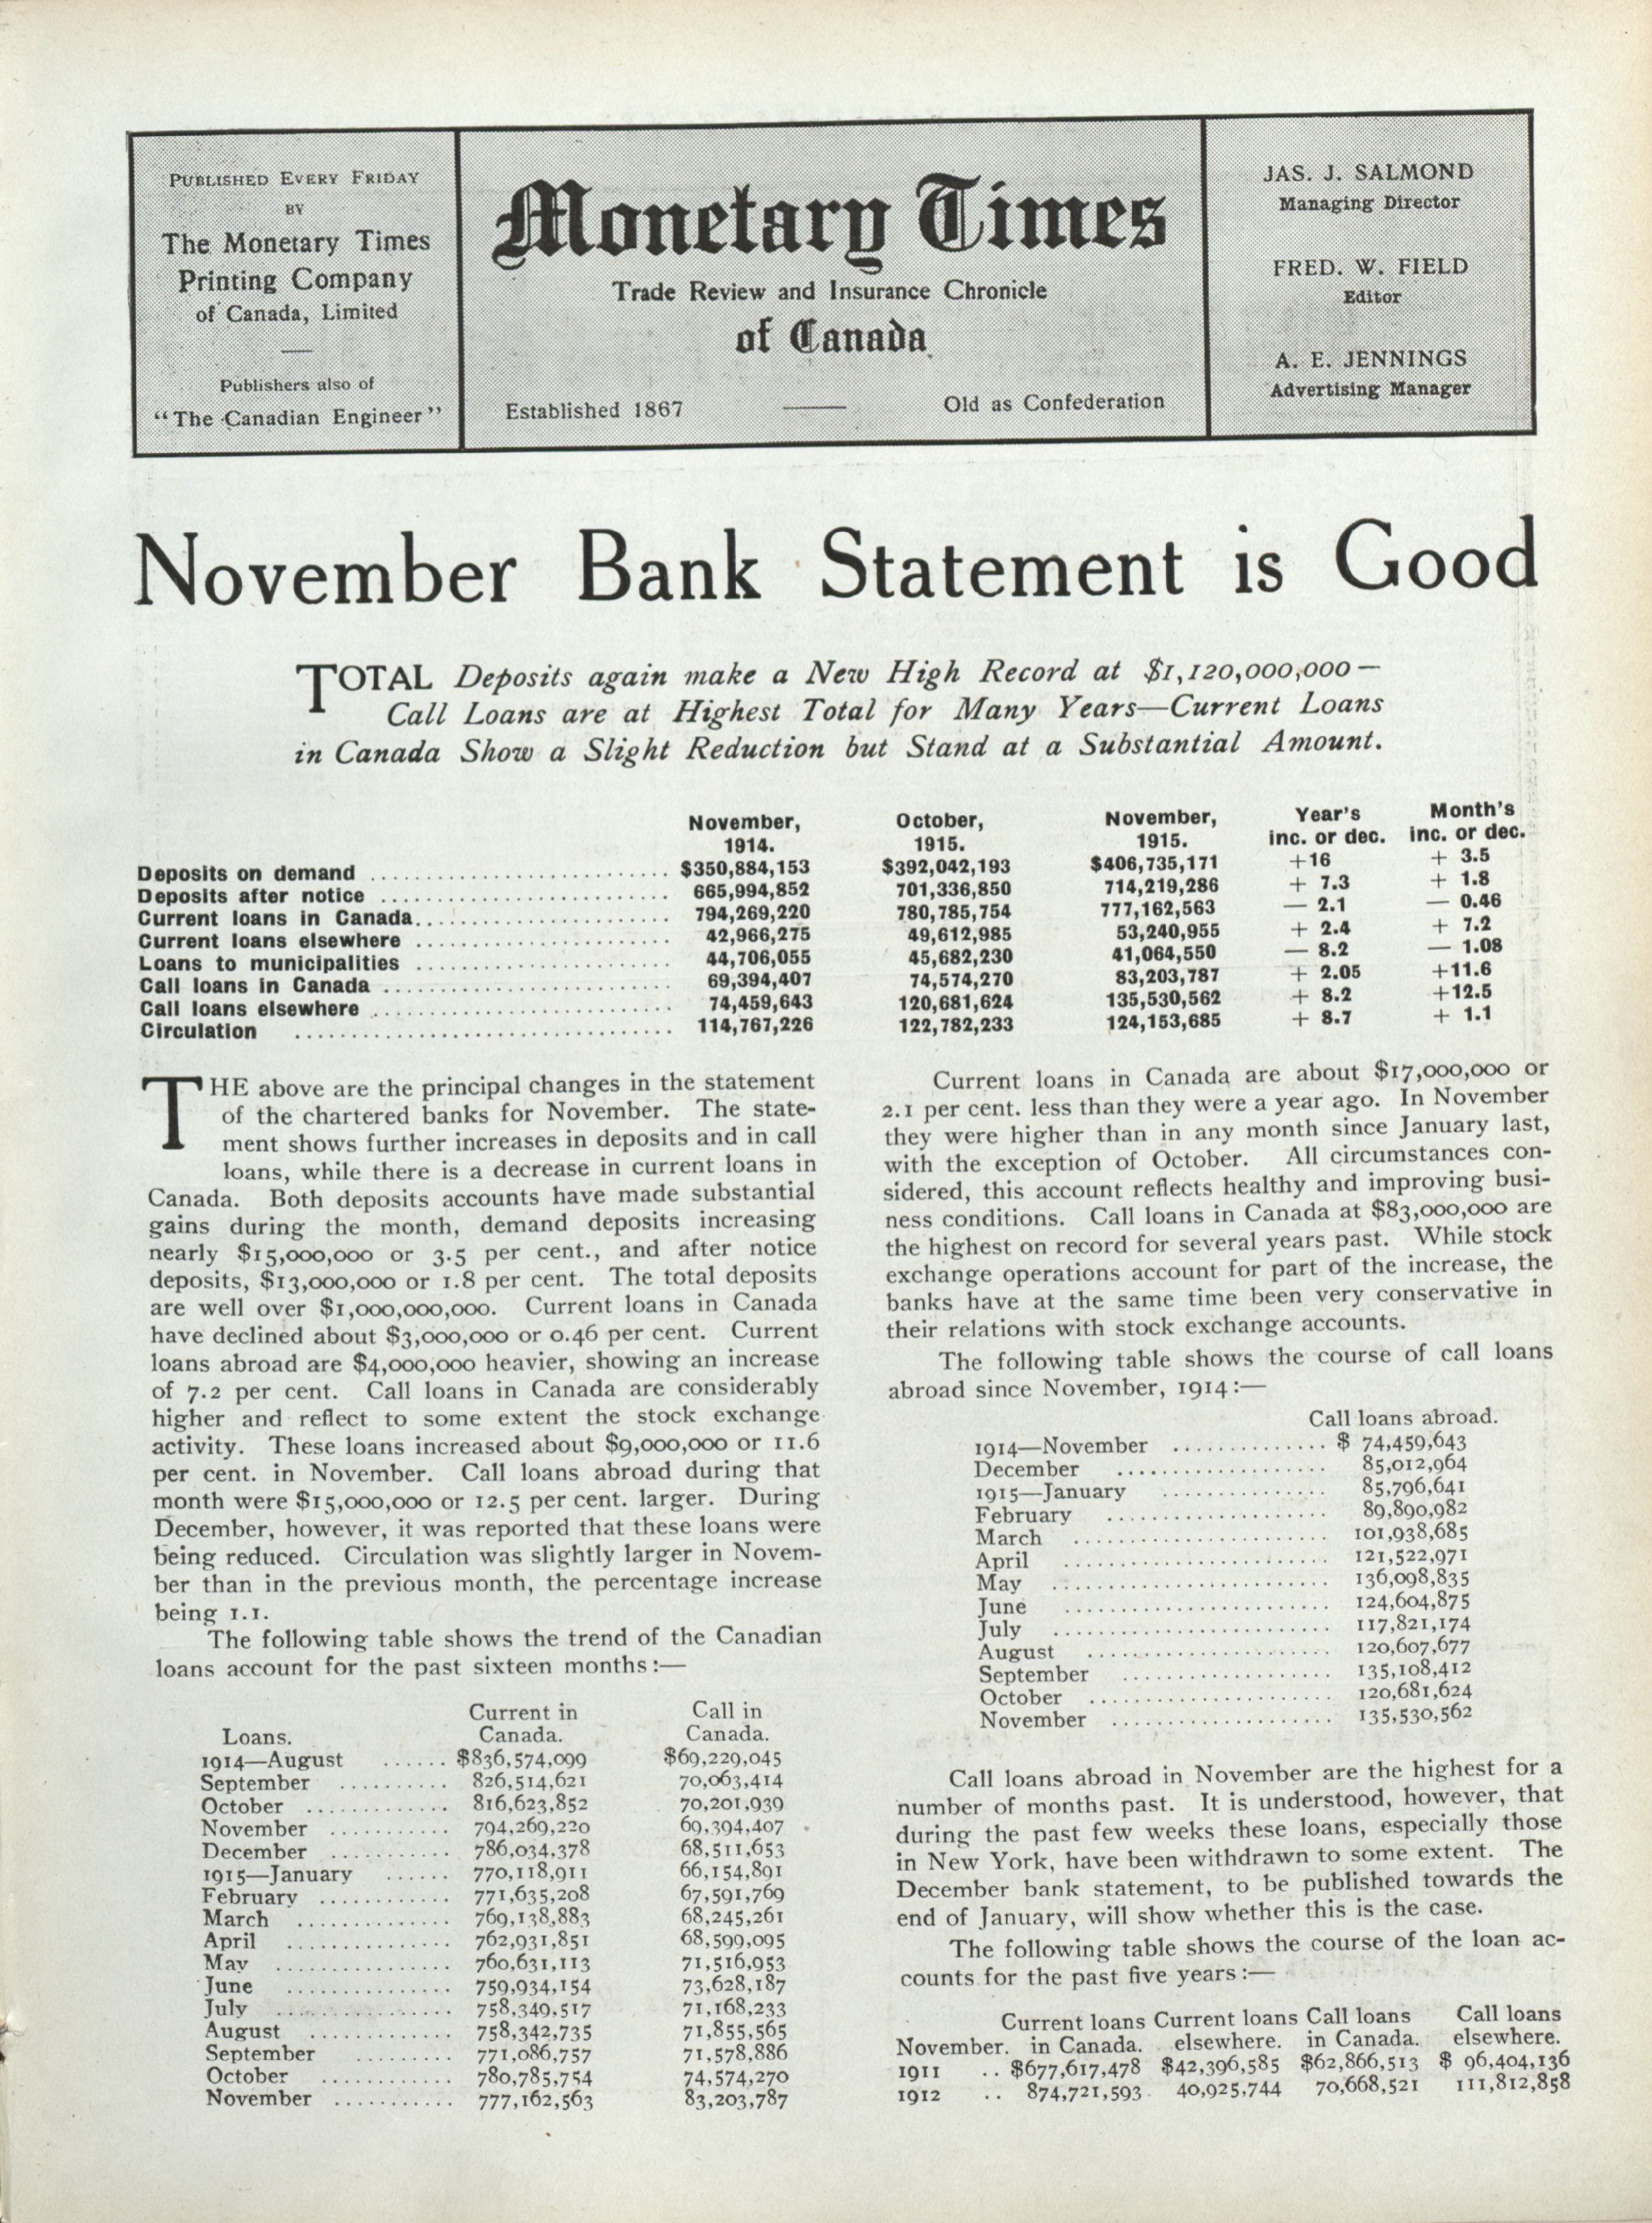 PUBLISHED EVERY FRIDAY
BY
The Monetary Times
Printing Company
of Canada, Limited
Publishers also of
"The Canadian Engineer"
Monetary Times
Trade Review and Insurance Chronicle
of Canada
Established 1867
Old as Confederation
JAS. J. SALMOND
Managing Director
FRED. W. FIELD
Editor
A. E. JENNINGS
Advertising Manager
November Bank Statement is Good
TOTAL Deposits again make a New High Record at $1,120,000,000—
Call Loans are at Highest Total for Many Years—Current Loans
in Canada Show a Slight Reduction but Stand at a Substantial Amount.
November, October, November, Year's Month's
1914. 1915. 1915. inc. or dec. inc. or dec.
Deposits on demand .......................... $350,884,153 $392,042,193 $406,735,171 +16 + 3.5
Deposits after notice ......................... 665,994,852 701,336,850 714,219,286 + 7.3 + 1.8
Current loans in Canada...................... 794,269,220 780,785,754 777,162,563 — 2.1 — 0.46
Current loans elsewhere ...................... 42,966,275 49,612,985 53,240,955 + 2.4 + 7.2
Loans to municipalities ...................... 44,706,055 45,682,230 41,064,550 — 8.2 — 1.08
Call loans in Canada ......................... 69,394,407 74,574,270 83,203,787 + 2.05 +11.6
Call loans elsewhere .......................... 74,459,643 120,681,624 135,530,562 + 8.2 +12.5
Circulation ................................. 114,767,226 122,782,233 124,153,685 + 8.7 + 1.1
THE above are the principal changes in the statement
of the chartered banks for November. The state-
ment shows further increases in deposits and in call
loans, while there is a decrease in current loans in
Canada. Both deposits accounts have made substantial
gains during the month, demand deposits increasing
nearly $15,000,000 or 3.5 per cent., and after notice
deposits, $13,000,000 or 1.8 per cent. The total deposits
are well over $1,000,000,000. Current loans in Canada
have declined about $3,000,000 or 0.46 per cent. Current
loans abroad are $4,000,000 heavier, showing an increase
of 7.2 per cent. Call loans in Canada are considerably
higher and reflect to some extent the stock exchange
activity. These loans increased about $9,000,000 or 11.6
per cent. in November. Call loans abroad during that
month were $15,000,000 or 12.5 per cent. larger. During
December, however, it was reported that these loans were
being reduced. Circulation was slightly larger in Novem-
ber than in the previous month, the percentage increase
being 1.1.
The following table shows the trend of the Canadian
loans account for the past sixteen months:—
Current in Call in
Loans. Canada. Canada.
1914—August ...... $836,574,099 $69,229,045
September .......... 826,514,621 70,063,414
October ............. 816,623,852 70,201,939
November ........... 794,269,220 69,394,407
December ........... 786,034,378 68,511,653
1915—January ...... 770,118,911 66,154,891
February ............ 771,635,208 67,591,769
March .............. 769,138,883 68,245,261
April ............... 762,931,851 68,599,095
May ................ 760,631,113 71,516,953
June ............... 759,934,154 73,628,187
July ................ 758,349,517 71,168,233
August ............. 758,342,735 71,855,565
September ......... 771,086,757 71,578,886
October ............ 780,785,754 74,574,270
November ........... 777,162,563 83,203,787
Current loans in Canada are about $17,000,000 or
2.1 per cent. less than they were a year ago. In November
they were higher than in any month since January last,
with the exception of October. All circumstances con-
sidered, this account reflects healthy and improving busi-
ness conditions. Call loans in Canada at $83,000,000 are
the highest on record for several years past. While stock
exchange operations account for part of the increase, the
banks have at the same time been very conservative in
their relations with stock exchange accounts.
The following table shows the course of call loans
abroad since November, 1914:—
Call loans abroad.
1914—November .............. $ 74,459,643
December .................... 85,012,964
1915—January ............... 85,796,641
February ..................... 89,890,982
March ........................ 101,938,685
April ......................... 121,522,971
May .......................... 136,098,835
June ......................... 124,604,875
July .......................... 117,821,174
August ....................... 120,607,677
September ................... 135,108,412
October ....................... 120,681,624
November .................... 135,530,562
Call loans abroad in November are the highest for a
number of months past. It is understood, however, that
during the past few weeks these loans, especially those
in New York, have been withdrawn to some extent. The
December bank statement, to be published towards the
end of January, will show whether this is the case.
The following table shows the course of the loan ac-
counts for the past five years:—
Current loans Current loans Call loans Call loans
November. in Canada. elsewhere. in Canada. elsewhere.
1911 .. $677,617,478 $42,396,585 $62,866,513 $ 96,404,136
1912 .. 874,721,593 40,925,744 70,668,521 111,812,858